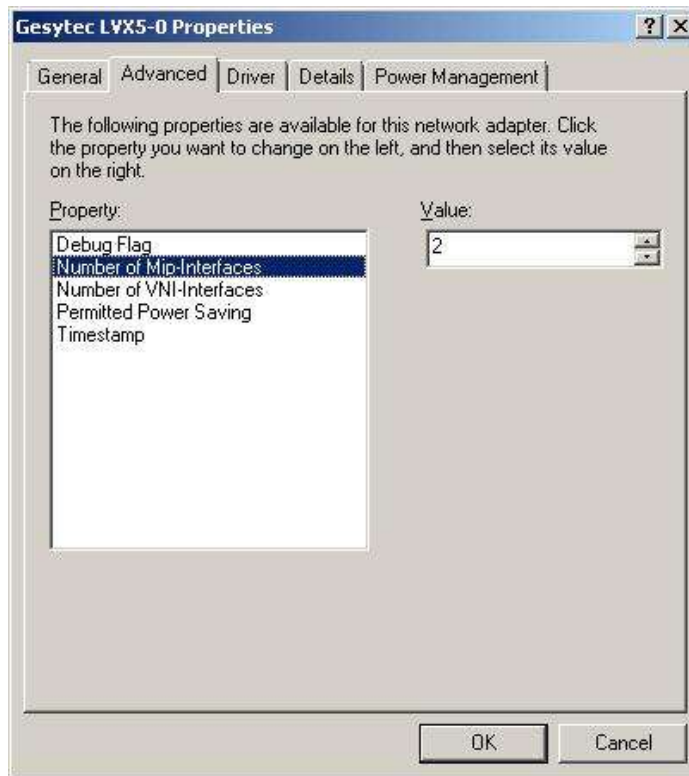 Gesytec LVX5-0 Properties
General Advanced Driver Details Power Management
The following properties are available for this network adapter. Click
the property you want to change on the left, and then select its value
on the right.
Property:
Value:
Debug Flag
Number of Mip-Interfaces
Number of VNI-Interfaces
Permitted Power Saving
Timestamp
2
OK
Cancel